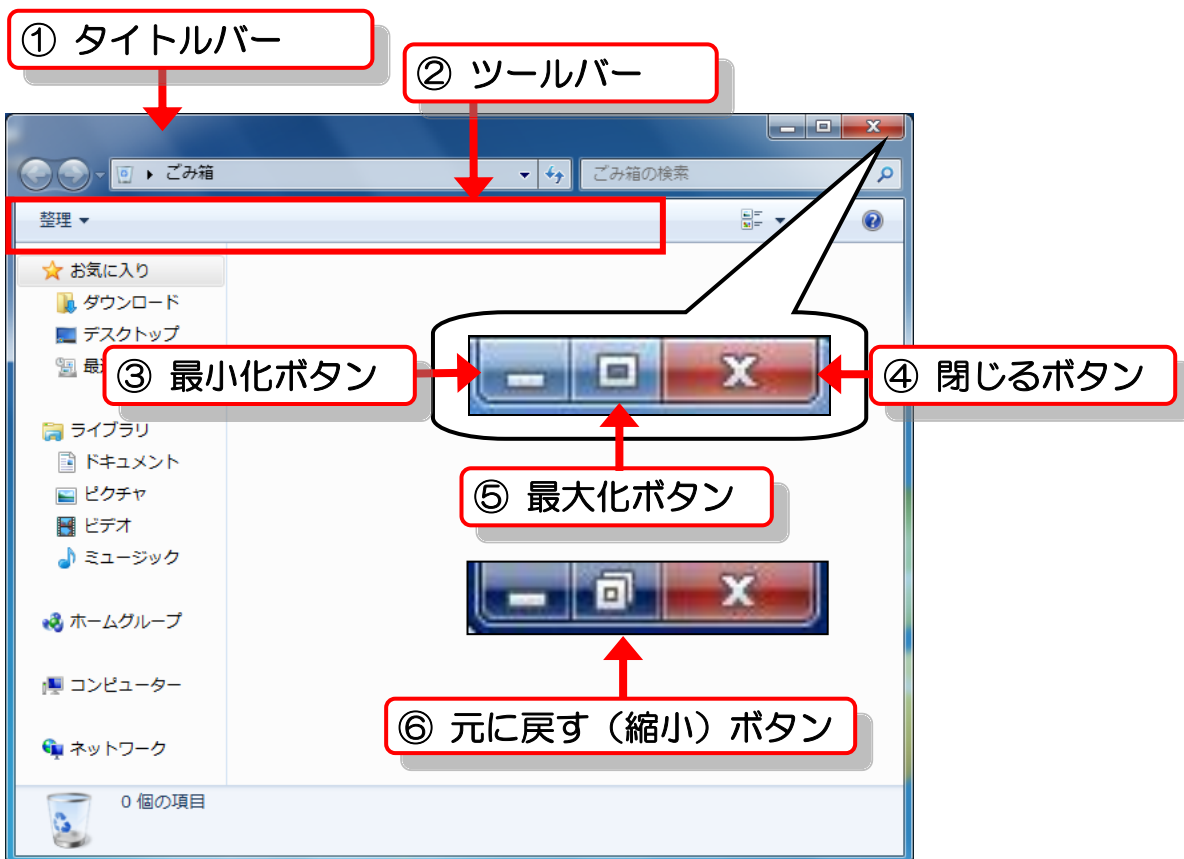 ① タイトルバー
② ツールバー
ごみ箱
ごみ箱の検索
整理
お気に入り
ダウンロード
デスクトップ
③ 最小化ボタン
④ 閉じるボタン
ライブラリ
ドキュメント
ピクチャ
⑤ 最大化ボタン
ビデオ
ミュージック
ホームグループ
コンピューター
⑥ 元に戻す（縮小）ボタン
ネットワーク
0 個の項目